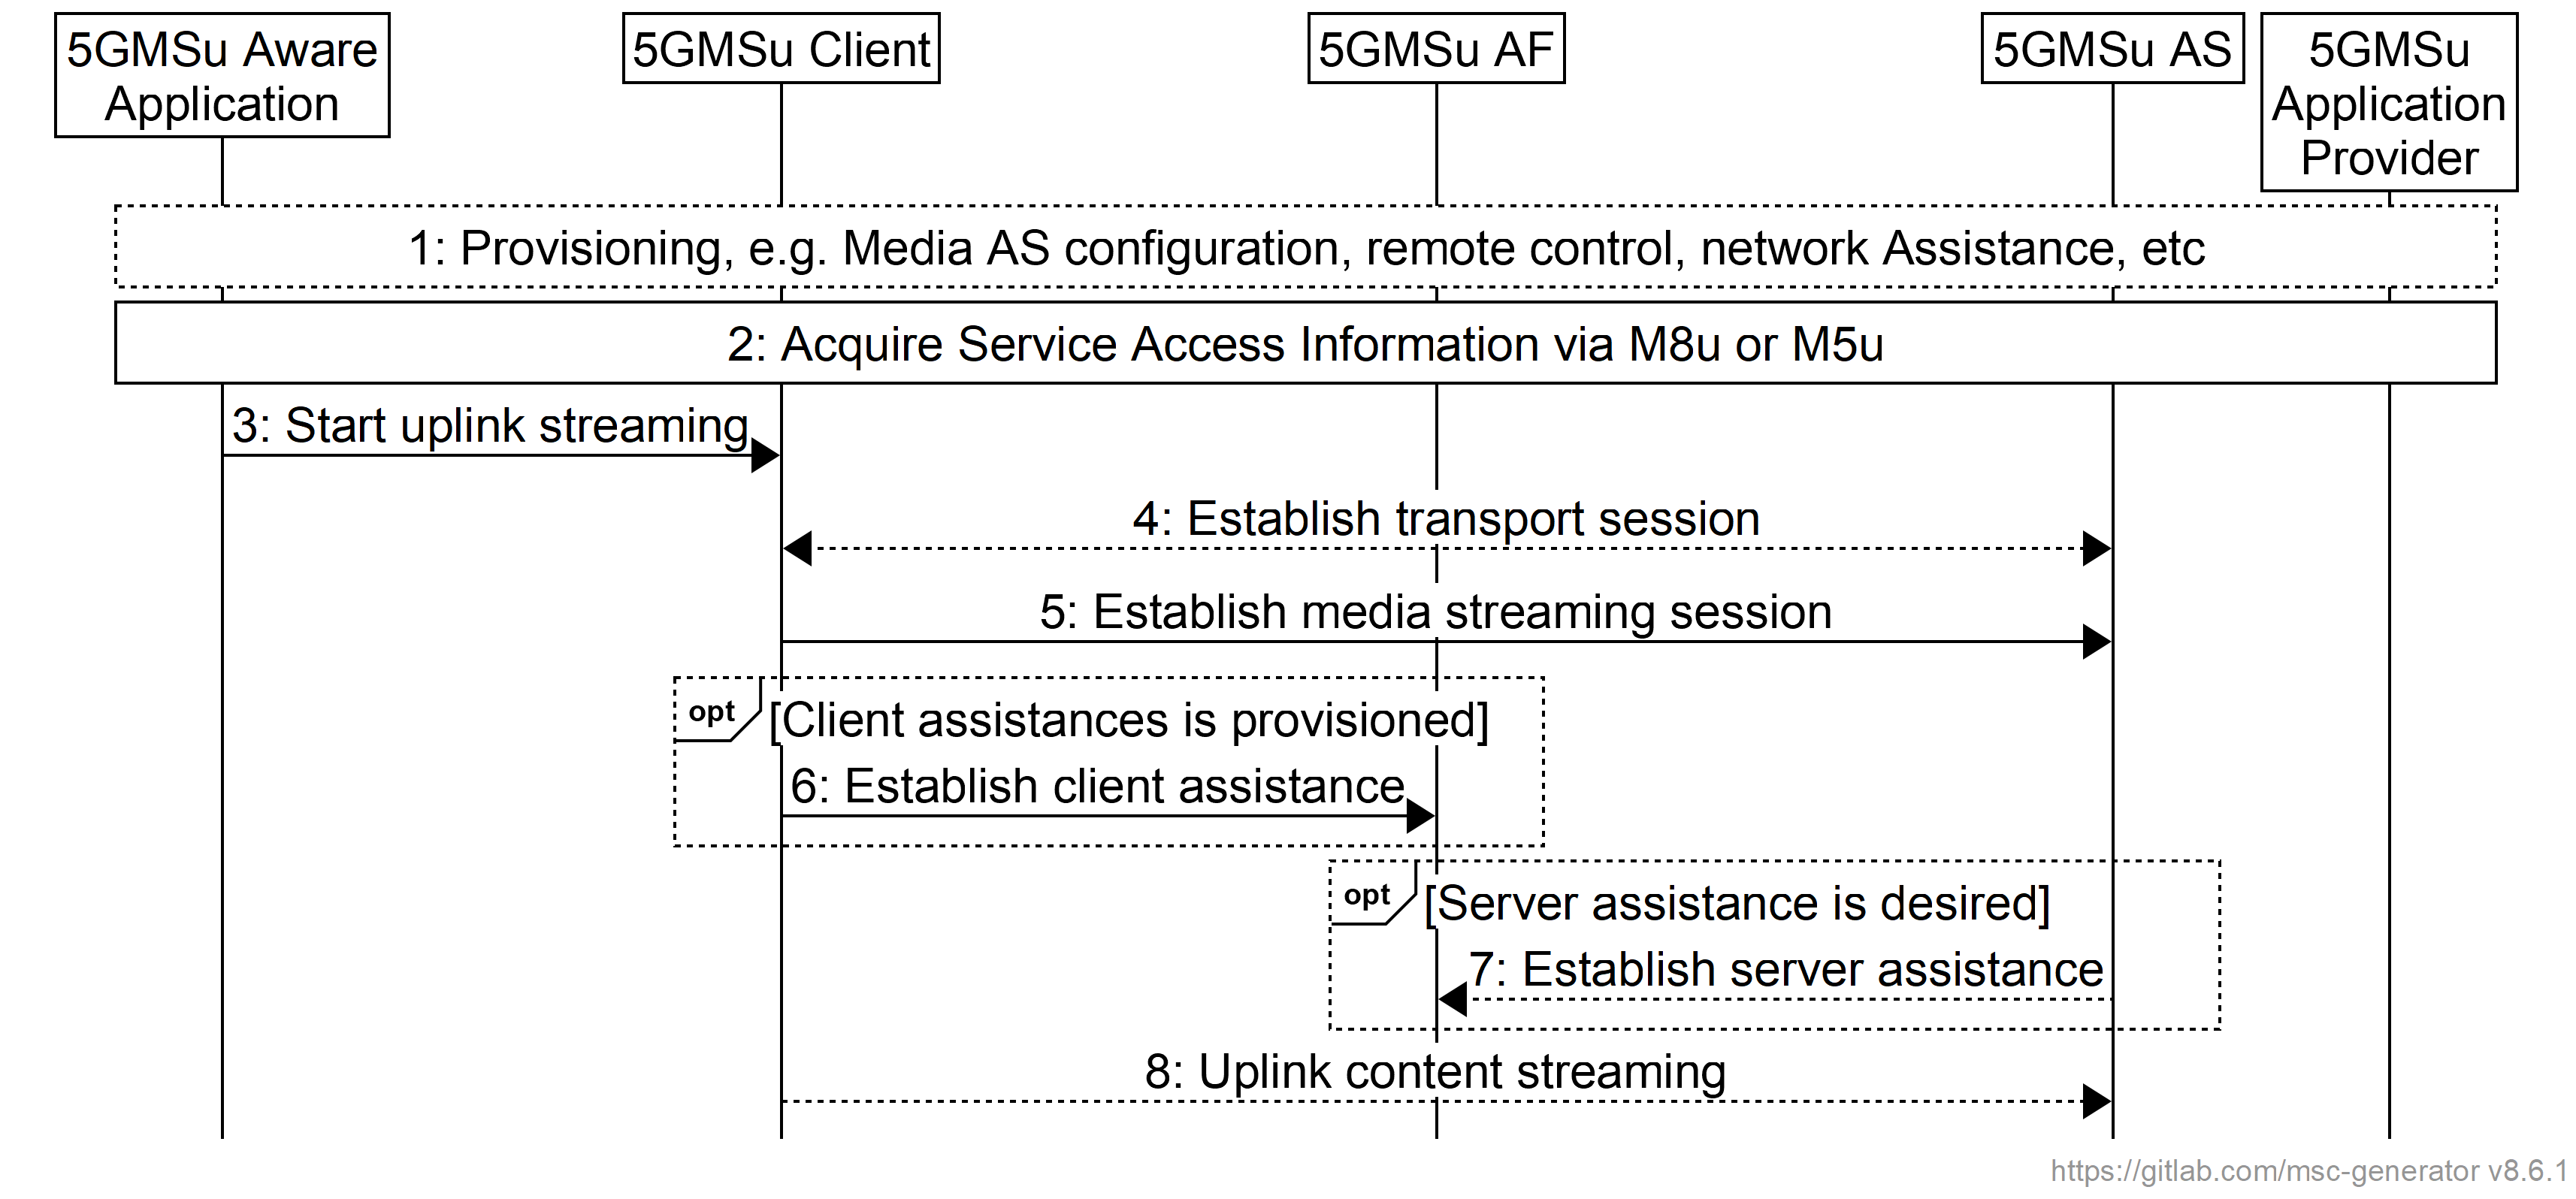 5GMSu Aware
Application
5GMSu Client
5GMSu AF
5GMSu AS
5GMSu
Application
Provider
1: Provisioning, e.g. Media AS configuration, remote control, network Assistance, etc
2: Acquire Service Access Information via M8u or M5u
3: Start uplink streaming
4: Establish transport session
5: Establish media streaming session
opt
[Client assistances is provisioned]
6: Establish client assistance
opt
[Server assistance is desired]
7: Establish server assistance
8: Uplink content streaming
https://gitlab.com/msc-generator v8.6.1